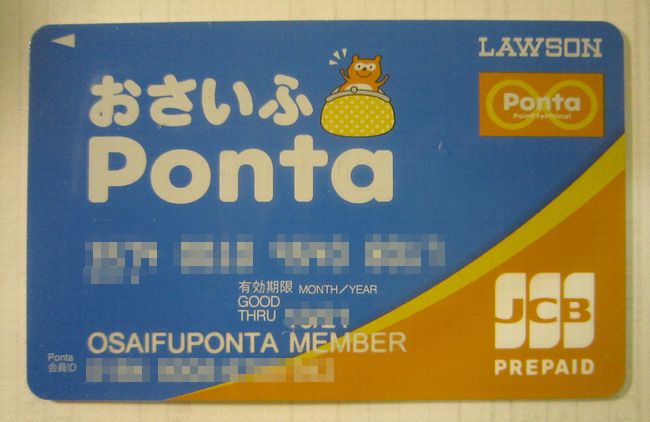 LAWSON
おさいふ
Ponta
Ponta
Point terminal
有効期限 MONTH/YEAR
GOOD
THRU
OSAIFUPONTA MEMBER
Ponta
会員ID
JCB
PREPAID